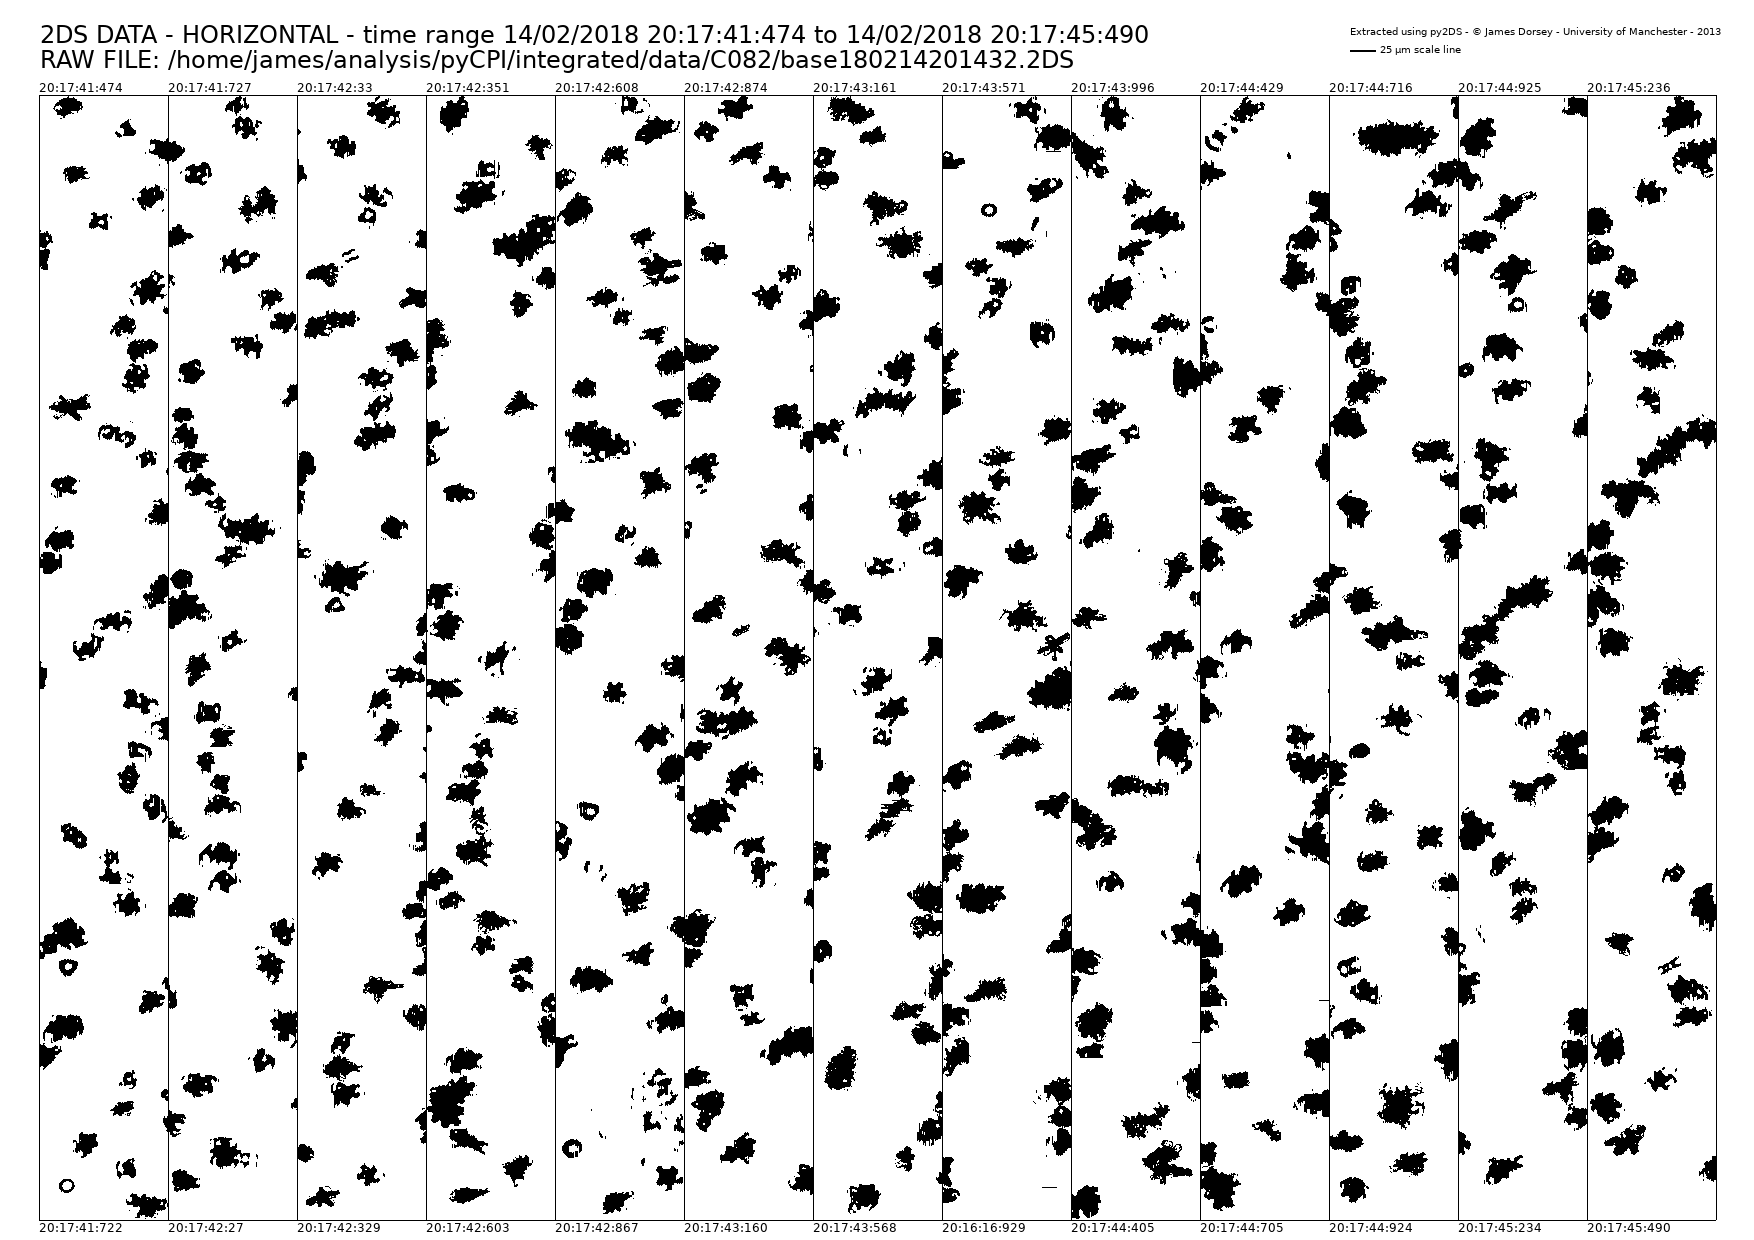 2DS DATA - HORIZONTAL - time range 14/02/2018 20:17:41:474 to 14/02/2018 20:17:45:490
RAW FILE: /home/james/analysis/pyCPI/integrated/data/C082/base180214201432.2DS
Extracted using py2DS - © James Dorsey - University of Manchester - 2013
25 µm scale line
20:17:41:474 20:17:41:727 20:17:42:33 20:17:42:351 20:17:42:608 20:17:42:874 20:17:43:161 20:17:43:571 20:17:43:996 20:17:44:429 20:17:44:716 20:17:44:925 20:17:45:236
20:17:41:722 20:17:42:27 20:17:42:329 20:17:42:603 20:17:42:867 20:17:43:160 20:17:43:568 20:16:16:929 20:17:44:405 20:17:44:705 20:17:44:924 20:17:45:234 20:17:45:490